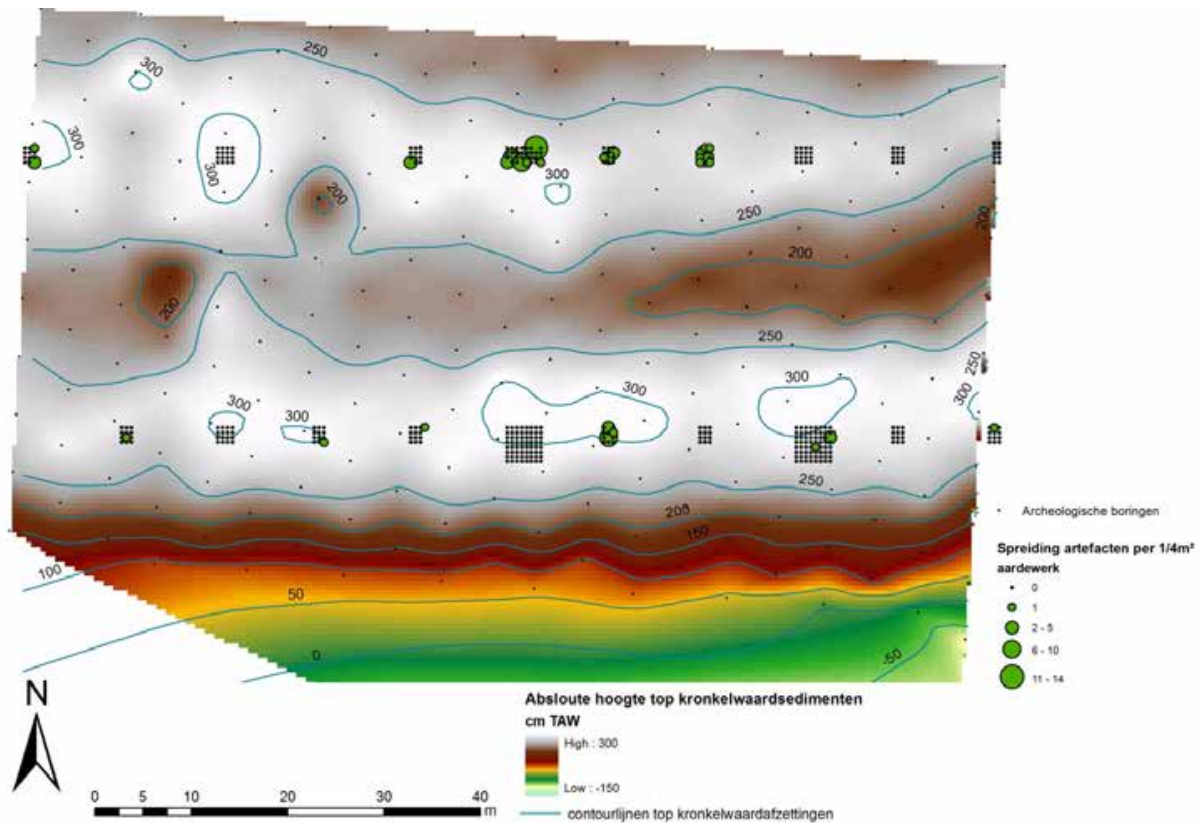 250
300
300
300
300
200
250
200
200
200
250
250
300
300
300
300
300
250
200
150
100
50
0
-50
Archeologische boringen
Spreiding artefacten per 1/4m²
aardewerk
0
1
2 - 5
6 - 10
11 - 14
N
0 5 10 20 30 40
m
Absloute hoogte top kronkelwaardsedimenten
cm TAW
High : 300
Low : -150
contourlijnen top kronkelwaardafzettingen